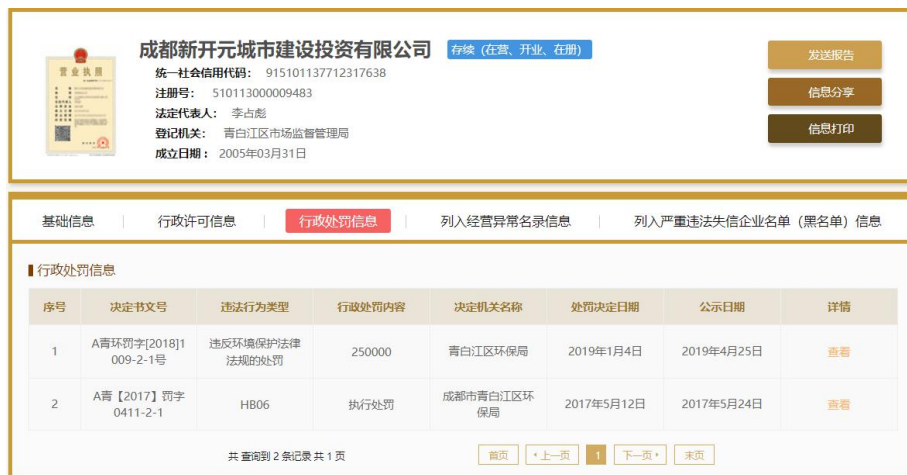 成都新开元城市建设投资有限公司 存续（在营、开业、在册）
统一社会信用代码： 915101137712317638
注册号： 510113000009483
法定代表人： 李占彪
登记机关： 青白江区市场监督管理局
成立日期： 2005年03月31日
发送报告
信息分享
信息打印
营业执照
基础信息 行政许可信息 行政处罚信息 列入经营异常名录信息 列入严重违法失信企业名单（黑名单）信息
行政处罚信息
序号 决定书文号 违法行为类型 行政处罚内容 决定机关名称 处罚决定日期 公示日期 详情
1 A青环罚字[2018]1 违反环境保护法律 250000 青白江区环保局 2019年1月4日 2019年4月25日 查看
009-2-1号 法规的处罚
2 A青【2017】罚字 HB06 执行处罚 成都市青白江区环 2017年5月12日 2017年5月24日 查看
0411-2-1 保局
共 查询到 2 条记录 共 1 页 首页 上一页 1 下一页 末页